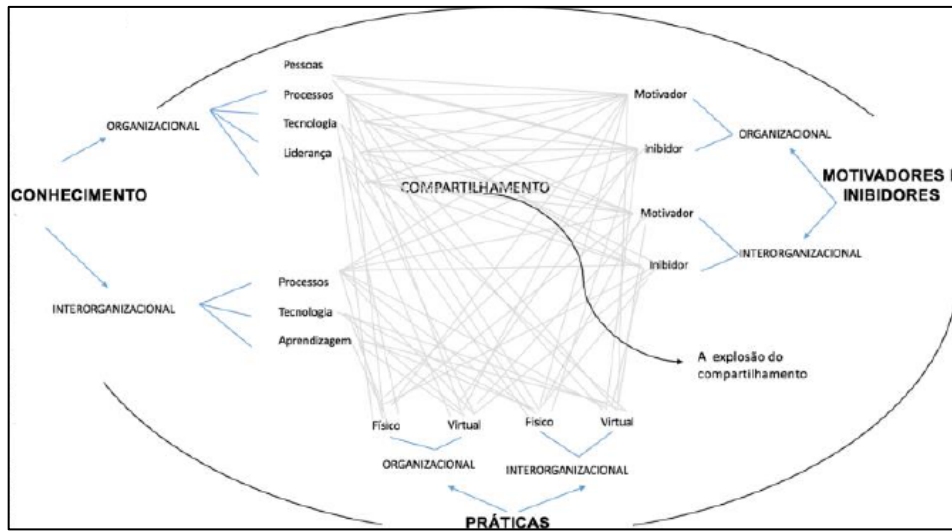 Pessoas
Processos
Tecnologia
Liderança
ORGANIZACIONAL
CONHECIMENTO
INTERORGANIZACIONAL
Processos
Tecnologia
Aprendizagem
COMPARTILHAMENTO
Motivador
Inibidor
ORGANIZACIONAL
MOTIVADORES
INIBIDORES
Motivador
Inibidor
INTERORGANIZACIONAL
A explosão do
compartilhamento
Físico
Virtual
Físico
Virtual
ORGANIZACIONAL
INTERORGANIZACIONAL
PRÁTICAS